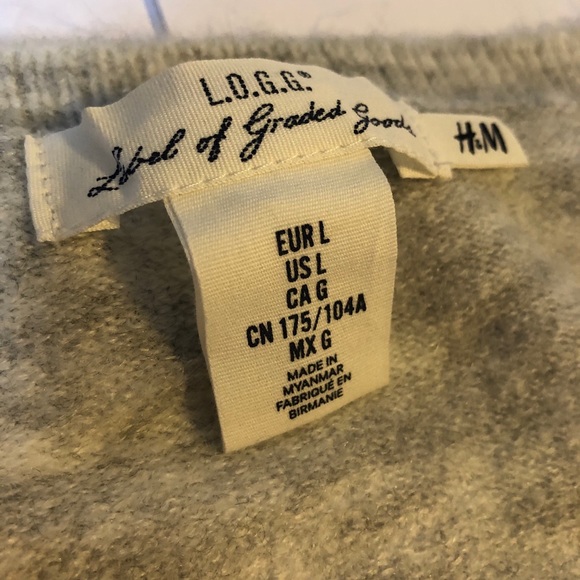 L.O.G.G.®
Label of Graded Goods
H&M
EUR L
US L
CA G
CN 175/104A
MX G
MADE IN
MYANMAR
FABRIQUÉ EN
BIRMANIE